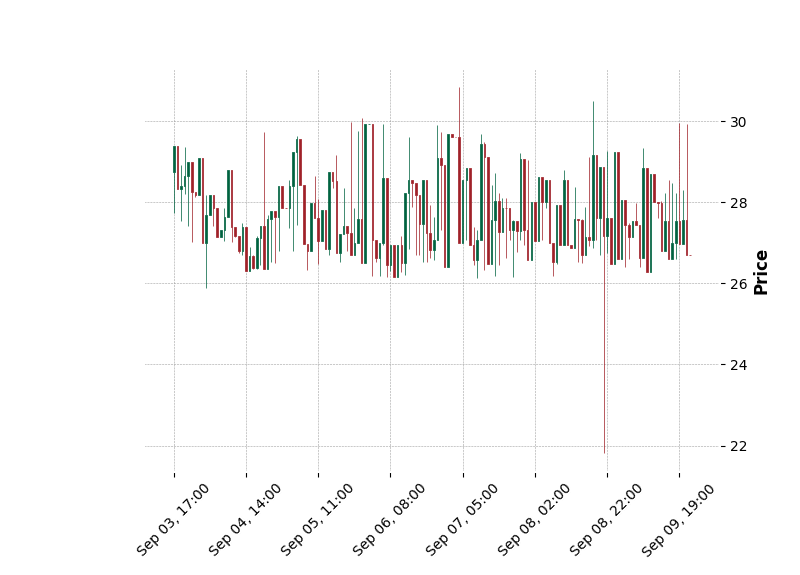 30
28
26
24
22
Price
Sep 03, 17:00
Sep 04, 14:00
Sep 05, 11:00
Sep 06, 08:00
Sep 07, 05:00
Sep 08, 02:00
Sep 08, 22:00
Sep 09, 19:00